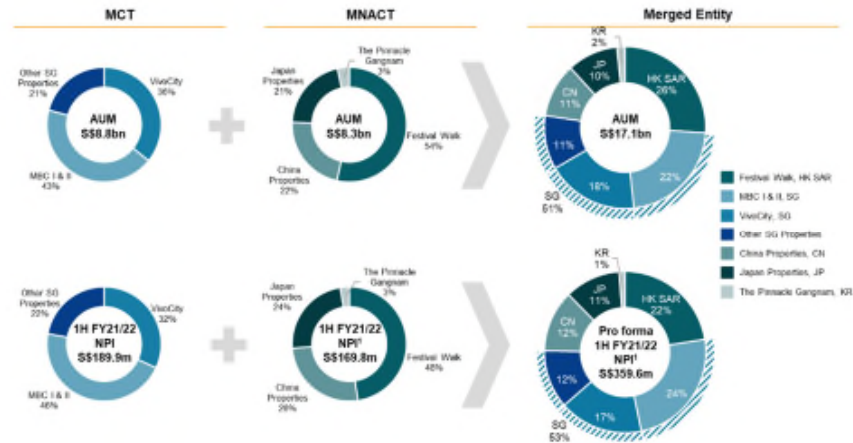 MCT
MNACT
Merged Entity
Other SG
Properties
21%
VivoCity
36%
AUM
S$8.8bn
MBC I & II
43%
Japan Properties
21%
The Pinnacle
Gangnam
3%
AUM
S$8.3bn
Festival Walk
54%
China
Properties
22%
KR
2%
JP
10%
HK SAR
26%
CN
11%
AUM
S$17.1bn
11%
18%
22%
SG
51%
Festival Walk, HK SAR
MBC I & II, SG
VivoCity, SG
Other SG Properties
China Properties, CN
Japan Properties, JP
The Pinnacle Gangnam, KR
Other SG
Properties
22%
VivoCity
32%
1H FY21/22
NPI
S$189.9m
MBC I & II
46%
Japan Properties
24%
The Pinnacle
Gangnam
3%
1H FY21/22
NPI¹
S$169.8m
Festival Walk
48%
China
Properties
26%
KR
1%
JP
11%
HK SAR
22%
CN
12%
Pro forma
1H FY21/22
NPI¹
S$359.6m
12%
17%
24%
SG
53%